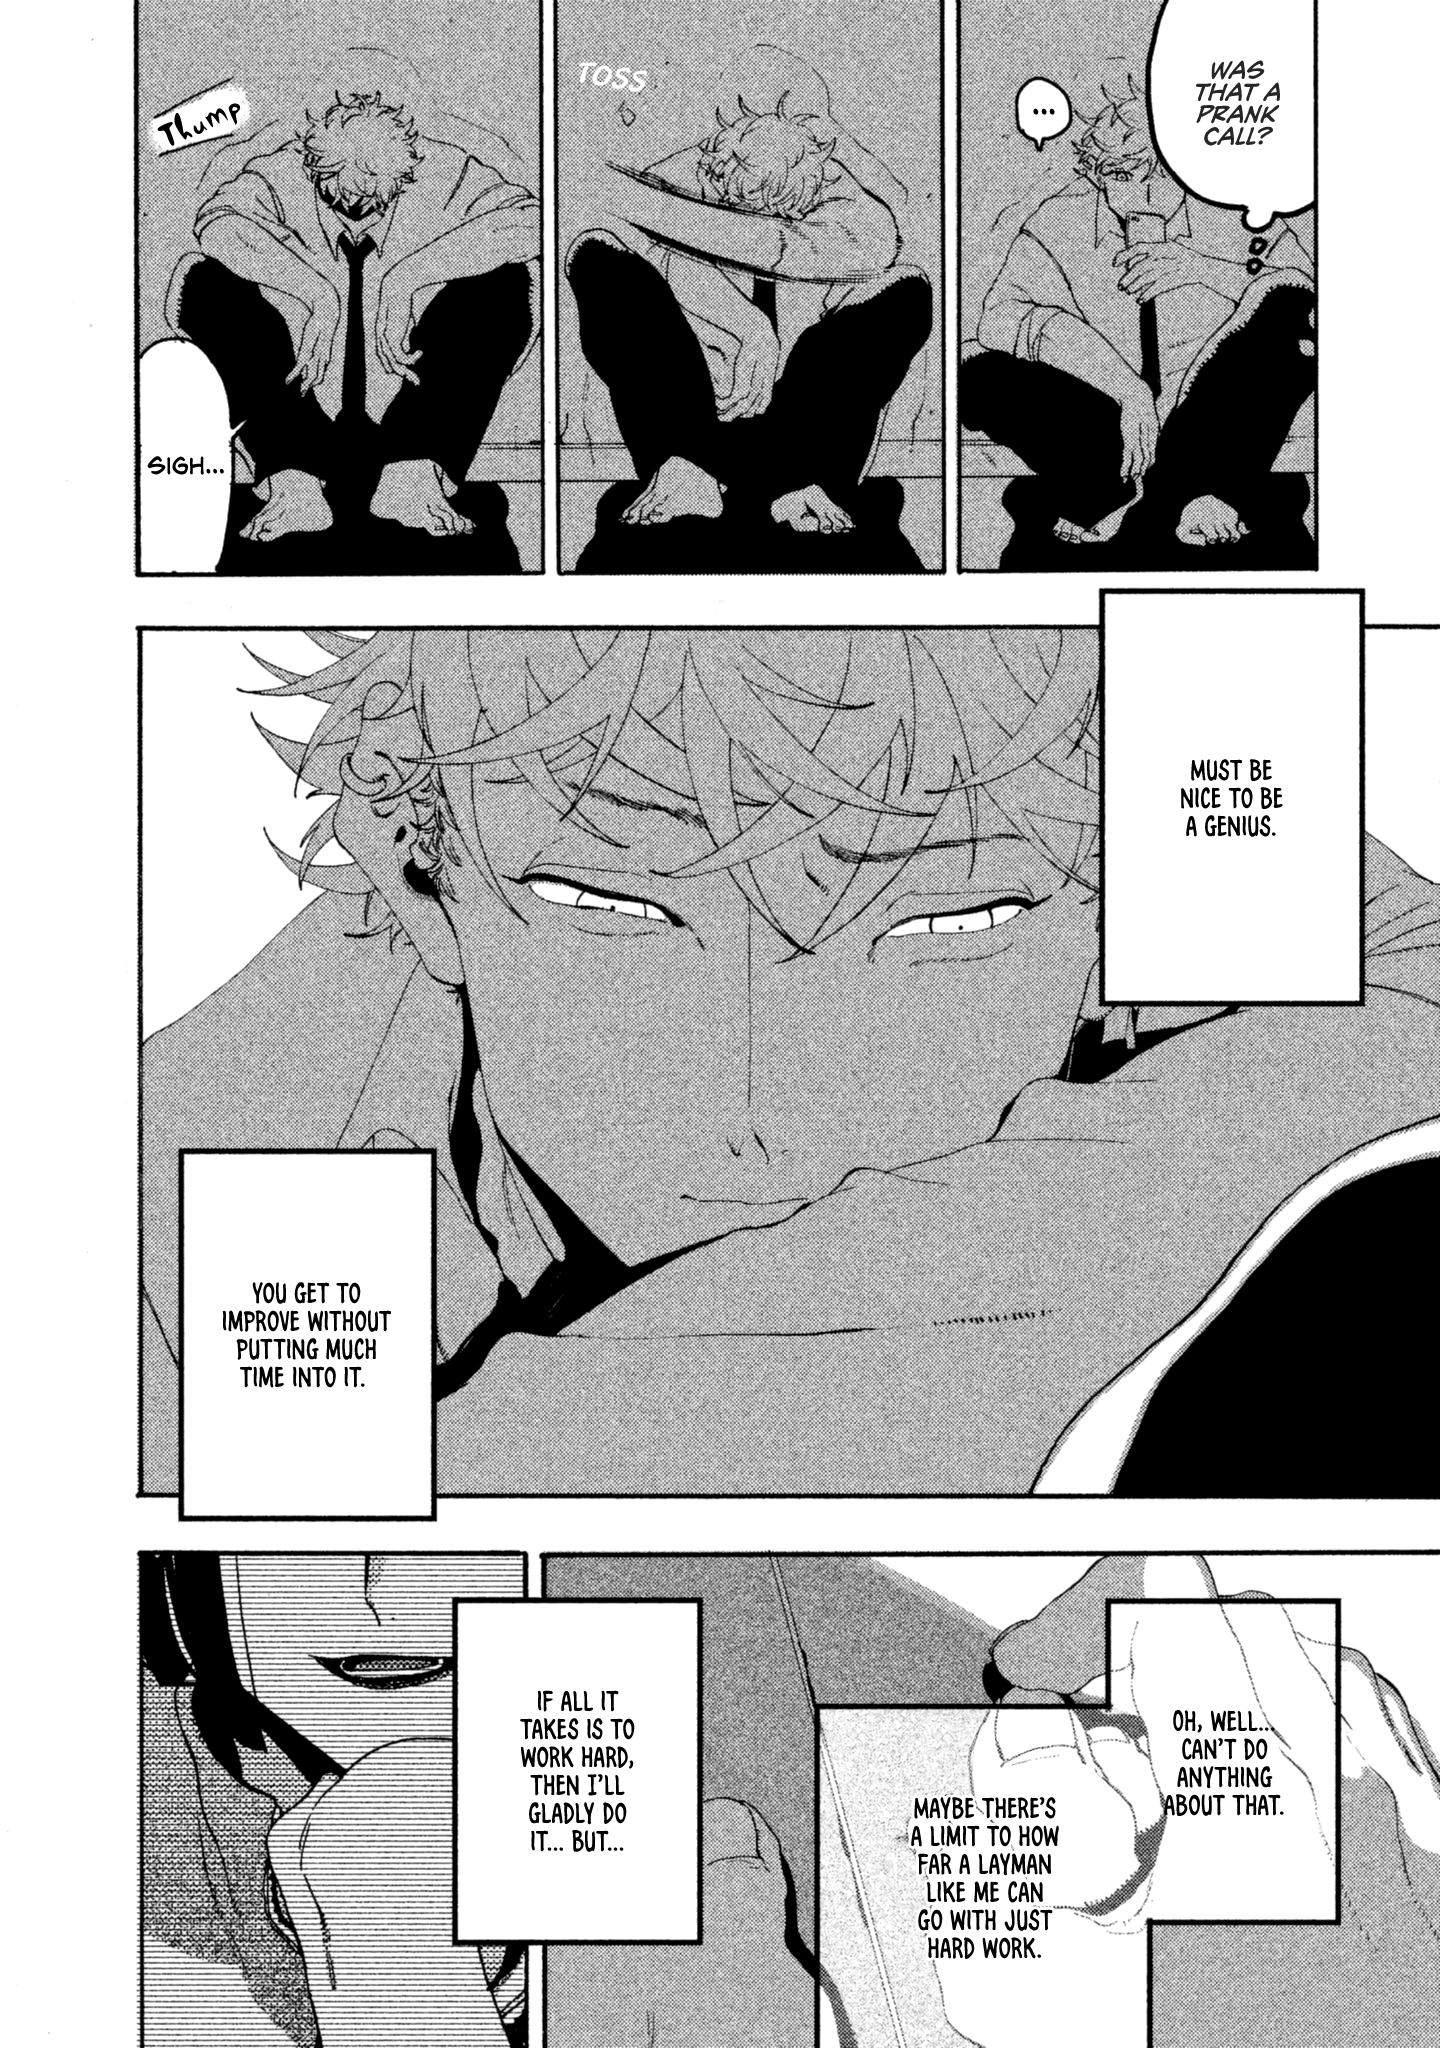 WAS
THAT A
PRANK
CALL?
...
TOSS
Thump
SIGH...
MUST BE
NICE TO BE
A GENIUS.
YOU GET TO
IMPROVE WITHOUT
PUTTING MUCH
TIME INTO IT.
OH, WELL...
CAN'T DO
ANYTHING
ABOUT THAT.
MAYBE THERE'S
A LIMIT TO HOW
FAR A LAYMAN
LIKE ME CAN
GO WITH JUST
HARD WORK.
IF ALL IT
TAKES IS TO
WORK HARD,
THEN I'LL
GLADLY DO
IT... BUT...